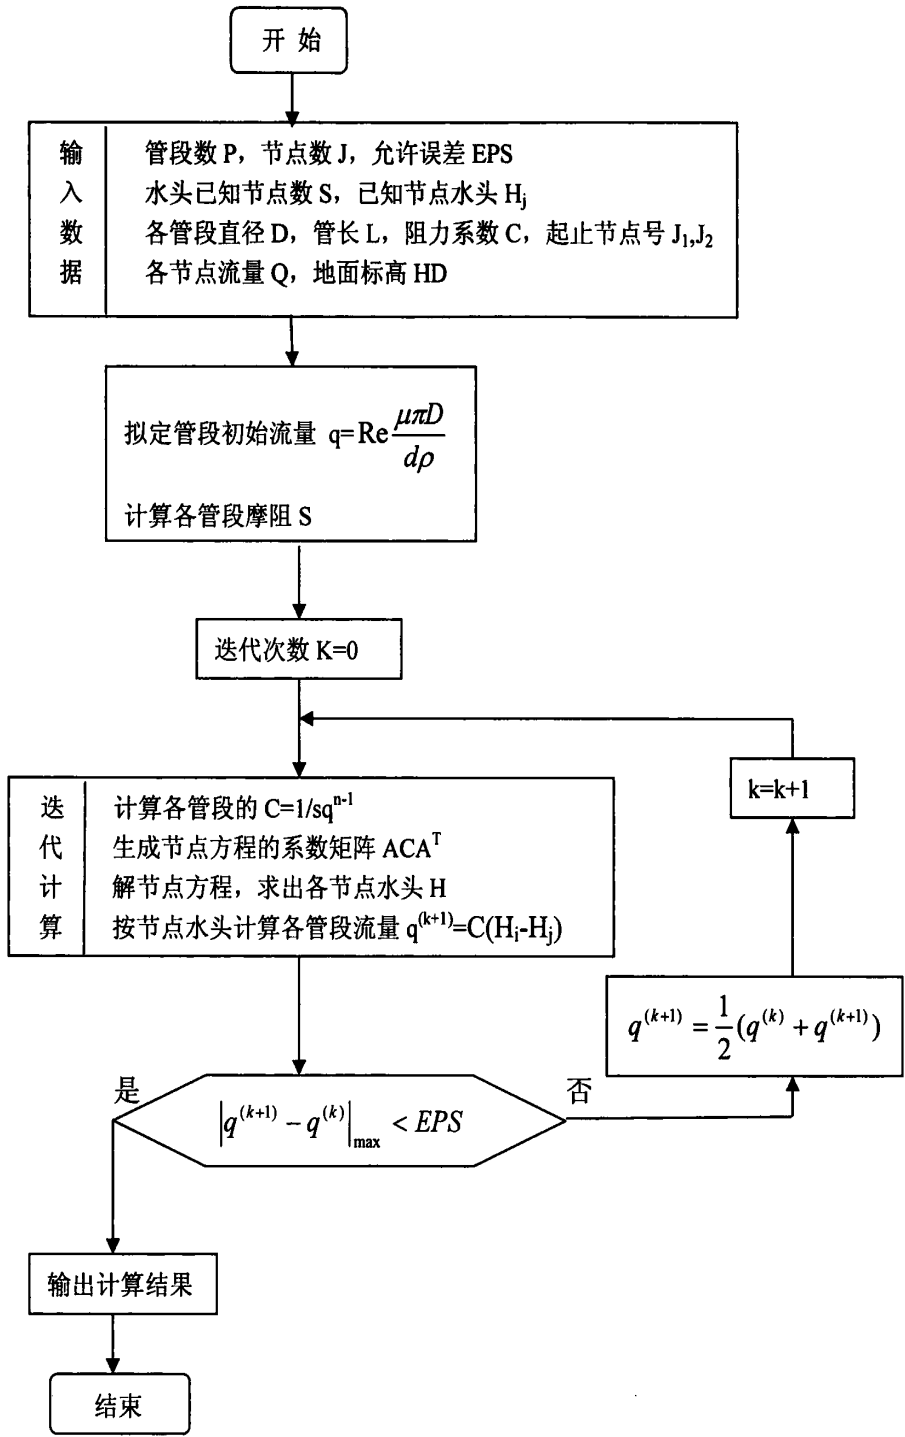 开 始
输 管段数 P，节点数 J，允许误差 EPS
入 水头已知节点数 S，已知节点水头 H_j
数 各管段直径 D，管长 L，阻力系数 C，起止节点号 J_1,J_2
据 各节点流量 Q，地面标高 HD
拟定管段初始流量 q=Re\frac{μπD}{dρ}
计算各管段摩阻 S
迭代次数 K=0
k=k+1
迭 计算各管段的 C=1/sq^{n-1}
代 生成节点方程的系数矩阵 ACA^T
计 解节点方程，求出各节点水头 H
算 按节点水头计算各管段流量 q^{(k+1)}=C(H_i-H_j)
q^{(k+1)} = \frac{1}{2}(q^{(k)} + q^{(k+1)})
是
否
|q^{(k+1)} - q^{(k)}|_{max} < EPS
输出计算结果
结束